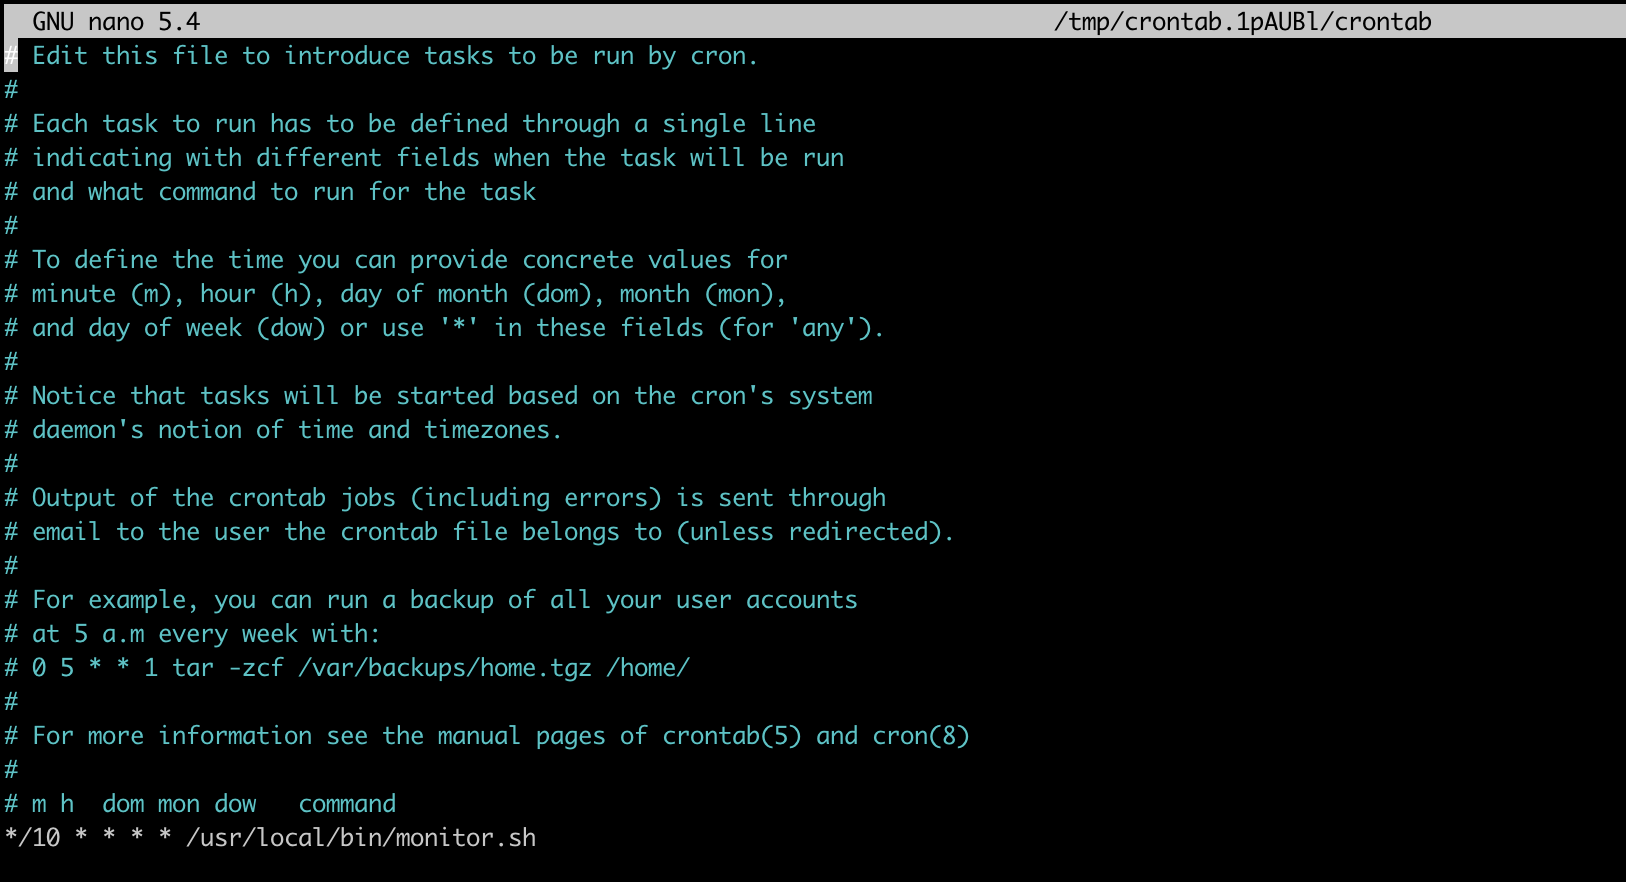 GNU nano 5.4 /tmp/crontab.1pAUBl/crontab
# Edit this file to introduce tasks to be run by cron.
#
# Each task to run has to be defined through a single line
# indicating with different fields when the task will be run
# and what command to run for the task
#
# To define the time you can provide concrete values for
# minute (m), hour (h), day of month (dom), month (mon),
# and day of week (dow) or use '*' in these fields (for 'any').
#
# Notice that tasks will be started based on the cron's system
# daemon's notion of time and timezones.
#
# Output of the crontab jobs (including errors) is sent through
# email to the user the crontab file belongs to (unless redirected).
#
# For example, you can run a backup of all your user accounts
# at 5 a.m every week with:
# 0 5 * * 1 tar -zcf /var/backups/home.tgz /home/
#
# For more information see the manual pages of crontab(5) and cron(8)
#
# m h  dom mon dow   command
*/10 * * * * /usr/local/bin/monitor.sh